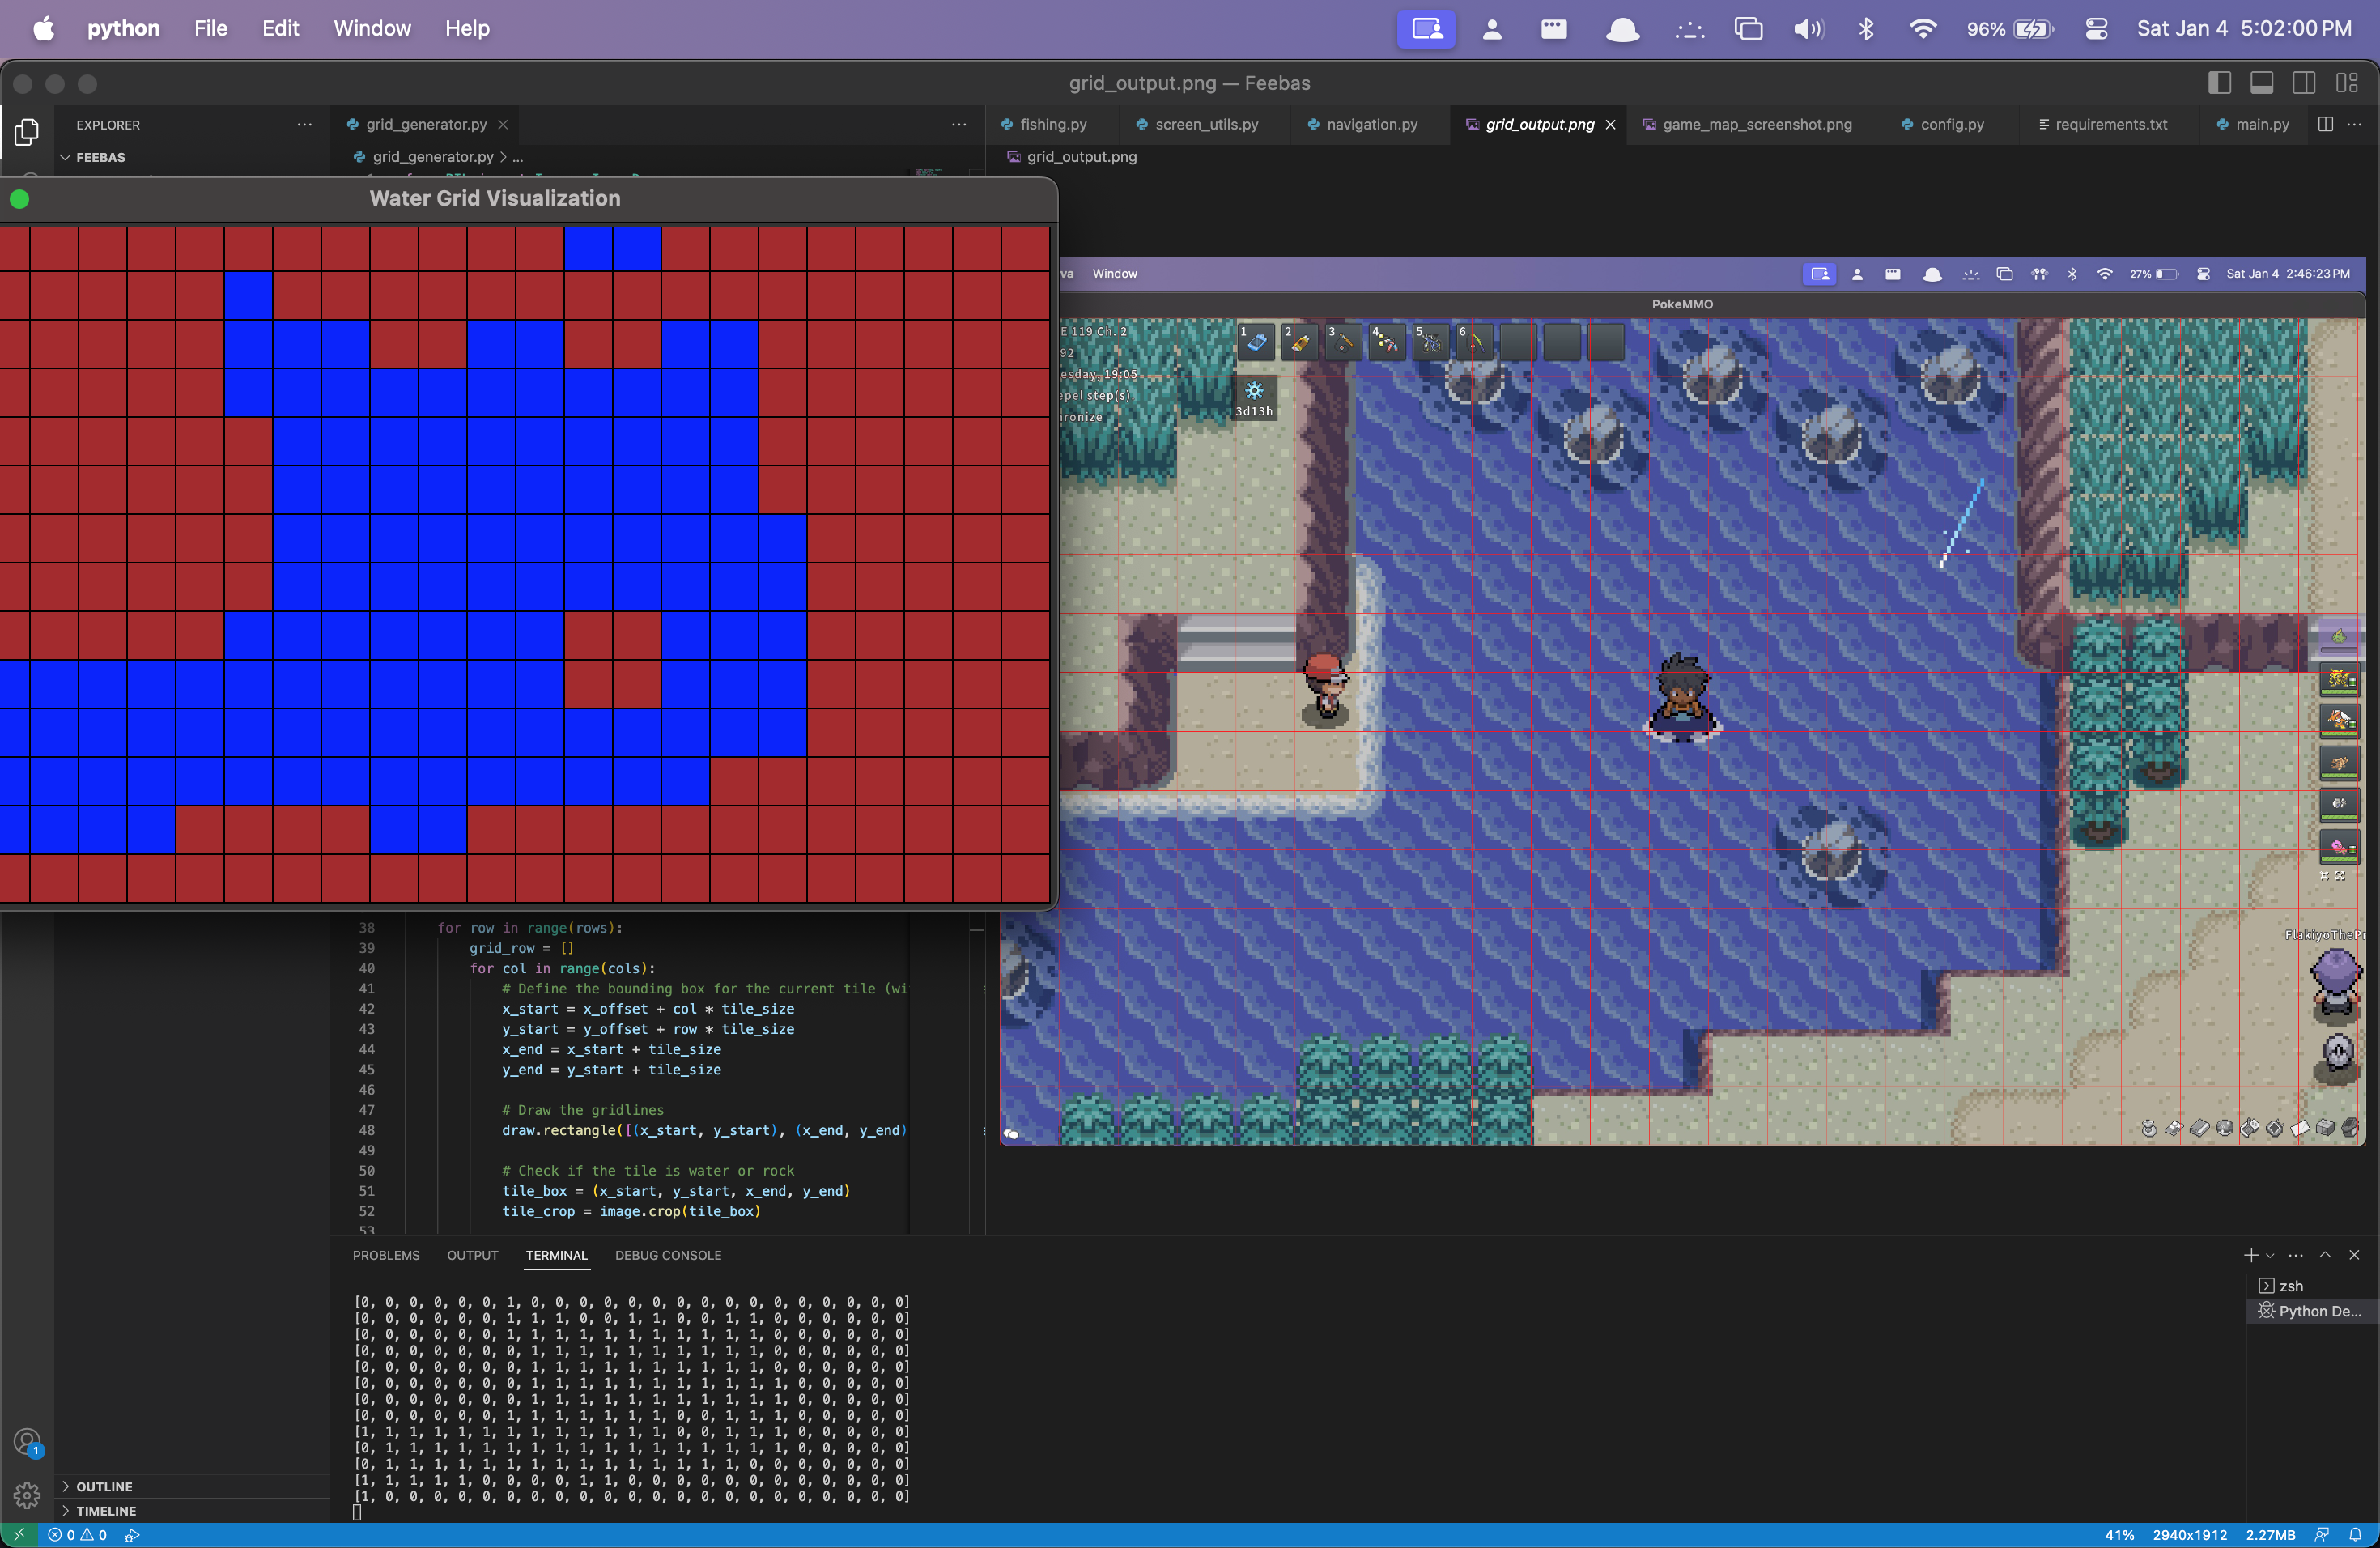 python File Edit Window Help 96% Sat Jan 4 5:02:00 PM
grid_output.png — Feebas
EXPLORER
FEEBAS
grid_generator.py
grid_generator.py > ...
fishing.py screen_utils.py navigation.py grid_output.png game_map_screenshot.png config.py requirements.txt main.py
grid_output.png
Water Grid Visualization
va Window 27% Sat Jan 4 2:46:23 PM
PokeMMO
E 119 Ch. 2
92
esday, 19:05
epel step(s).
hronize
1 2 3 4 5 6
3d13h
FlakiyoThePr
38 for row in range(rows):
39 grid_row = []
40 for col in range(cols):
41 # Define the bounding box for the current tile (wi
42 x_start = x_offset + col * tile_size
43 y_start = y_offset + row * tile_size
44 x_end = x_start + tile_size
45 y_end = y_start + tile_size
46
47 # Draw the gridlines
48 draw.rectangle([(x_start, y_start), (x_end, y_end)
49
50 # Check if the tile is water or rock
51 tile_box = (x_start, y_start, x_end, y_end)
52 tile_crop = image.crop(tile_box)
53
PROBLEMS OUTPUT TERMINAL DEBUG CONSOLE
[0, 0, 0, 0, 0, 0, 1, 0, 0, 0, 0, 0, 0, 0, 0, 0, 0, 0, 0, 0, 0, 0, 0]
[0, 0, 0, 0, 0, 0, 1, 1, 1, 0, 0, 1, 1, 0, 0, 1, 1, 0, 0, 0, 0, 0, 0]
[0, 0, 0, 0, 0, 0, 1, 1, 1, 1, 1, 1, 1, 1, 1, 1, 1, 0, 0, 0, 0, 0, 0]
[0, 0, 0, 0, 0, 0, 0, 1, 1, 1, 1, 1, 1, 1, 1, 1, 1, 0, 0, 0, 0, 0, 0]
[0, 0, 0, 0, 0, 0, 0, 1, 1, 1, 1, 1, 1, 1, 1, 1, 1, 0, 0, 0, 0, 0, 0]
[0, 0, 0, 0, 0, 0, 0, 1, 1, 1, 1, 1, 1, 1, 1, 1, 1, 1, 0, 0, 0, 0, 0]
[0, 0, 0, 0, 0, 0, 0, 1, 1, 1, 1, 1, 1, 1, 1, 1, 1, 1, 0, 0, 0, 0, 0]
[0, 0, 0, 0, 0, 0, 1, 1, 1, 1, 1, 1, 1, 0, 0, 1, 1, 1, 0, 0, 0, 0, 0]
[1, 1, 1, 1, 1, 1, 1, 1, 1, 1, 1, 1, 1, 0, 0, 1, 1, 1, 0, 0, 0, 0, 0]
[0, 1, 1, 1, 1, 1, 1, 1, 1, 1, 1, 1, 1, 1, 1, 1, 1, 1, 0, 0, 0, 0, 0]
[0, 1, 1, 1, 1, 1, 1, 1, 1, 1, 1, 1, 1, 1, 1, 1, 0, 0, 0, 0, 0, 0, 0]
[1, 1, 1, 1, 1, 0, 0, 0, 0, 1, 1, 0, 0, 0, 0, 0, 0, 0, 0, 0, 0, 0, 0]
[1, 0, 0, 0, 0, 0, 0, 0, 0, 0, 0, 0, 0, 0, 0, 0, 0, 0, 0, 0, 0, 0, 0]
zsh
Python De...
1
OUTLINE
TIMELINE
0 0 41% 2940x1912 2.27MB